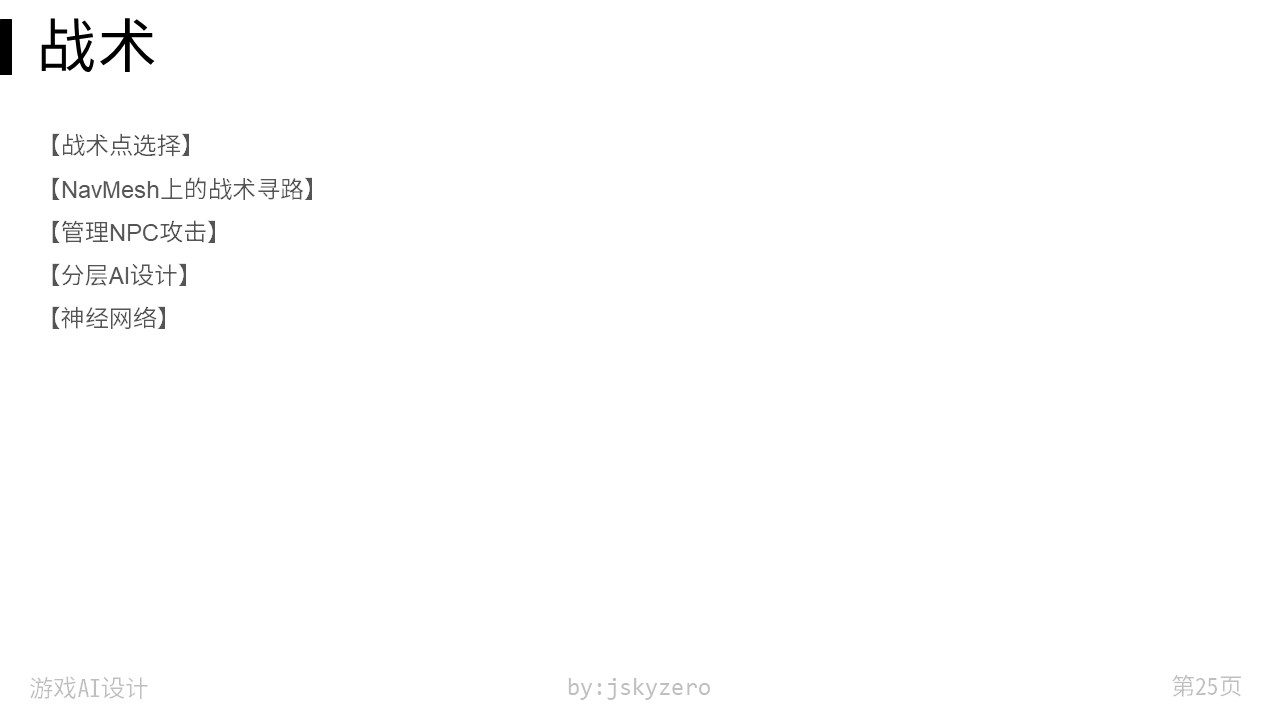 战术
【战术点选择】
【NavMesh上的战术寻路】
【管理NPC攻击】
【分层AI设计】
【神经网络】
游戏AI设计
by:jskyzero
第25页